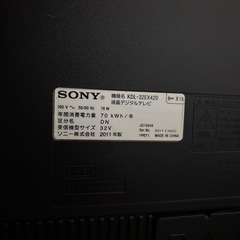 SONY
機種名 KDL-32EX420
液晶デジタルテレビ
100 V～ 50/60 Hz 78 W
年間消費電力量 70 kWh/年
区分名 DN
受信機型サイズ 32V
ソニー株式会社 2011年製
MADE IN CHINA